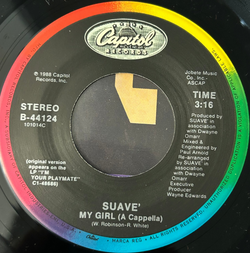 Capitol
RECORDS
℗ 1988 Capitol
Records, Inc.
STEREO
B-44124
101014C
(original version
appears on the
LP "I'M
YOUR PLAYMATE"
C1-48686)
Jobete Music
Co., Inc.-
ASCAP
TIME
3:16
Produced by
SUAVE' in
association with
Dwayne
Omarr
Mixed &
Engineered by
Paul Arnold
Re-arranged
by SUAVE' in
association
with Dwayne
Omarr
Executive
Producer
Wayne Edwards
SUAVE'
MY GIRL (A Cappella)
(W. Robinson-R. White)